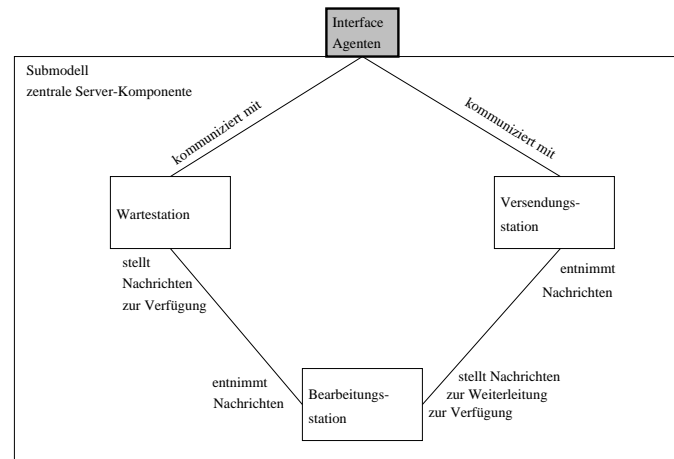 Interface
Agenten
Submodell
zentrale Server-Komponente
kommuniziert mit
kommuniziert mit
Wartestation
Versendungs-
station
stellt
Nachrichten
zur Verfügung
entnimmt
Nachrichten
entnimmt
Nachrichten
Bearbeitungs-
station
stellt Nachrichten
zur Weiterleitung
zur Verfügung